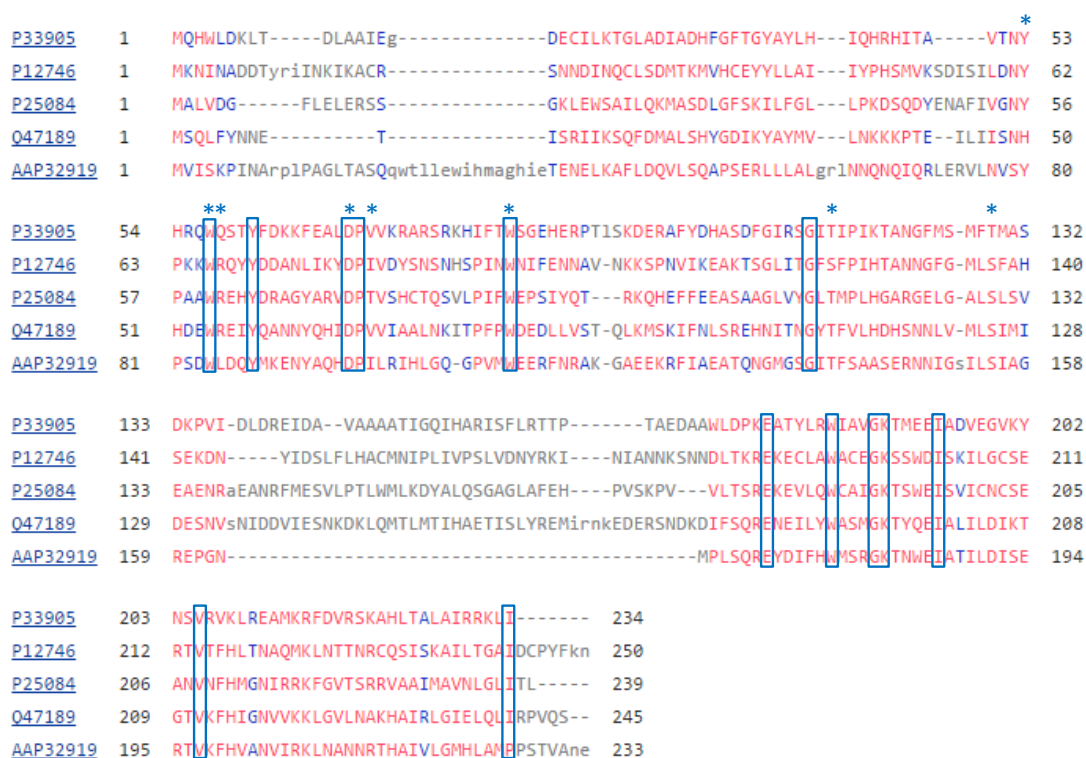 *
P33905 1 MQHWLDKLT-----DLAAIEg--------------DECILKTGLADIADHFGFTGYAYLH---IQHRHITA-----VTNY 53
P12746 1 MKNINADDTyriINKIKACR---------------SNNDINQCLSDMTKMVHCEYYLLAI---IYPHSMVKSDISILDNY 62
P25084 1 MALVDG------FLELERSS---------------GKLEWSAILQKMASDLGFSKILFGL---LPKDSQDYENAFIVGNY 56
Q47189 1 MSQLFYNNE----------T---------------ISRIIKSQFDMALSHYGDIKYAYMV---LNKKKPTE--ILIISNH 50
AAP32919 1 MVISKPINArplPAGLTASQqwtllewihmaghieTENELKAFLDQVLSQAPSERLLLALgrlNNQNQIQRLERVLNVSY 80
** * * * * *
P33905 54 HRQWQSTYFDKKFEALDPVVKRARSRKHIFTWSGEHERPTlSKDERAFYDHASDFGIRSGITIPIKTANGFMS-MFTMAS 132
P12746 63 PKKWRQYYDDANLIKYDPIVDYSNSNHSPINWNIFENNAV-NKKSPNVIKEAKTSGLITGFSFPIHTANNGFG-MLSFAH 140
P25084 57 PAAWREHYDRAGYARVDPTVSHCTQSVLPIFWEPSIYQT---RKQHEFFEEASAAGLVYGLTMPLHGARGELG-ALSLSV 132
Q47189 51 HDEWREIYQANNYQHIDPVVIAALNKITPFPWDEDLLVST-QLKMSKIFNLSREHNITNGYTFVLHDHSNNLV-MLSIMI 128
AAP32919 81 PSDWLDQYMKENYAQHDPILRIHLGQ-GPVMWEERFNRAK-GAEEKRFIAEATQNGMGSGITFSAASERNNIGsILSIAG 158
P33905 133 DKPVI-DLDREIDA--VAAAATIGQIHARISFLRTTP-------TAEDAAWLDPKEATYLRWIAVGKTMEEIADVEGVKY 202
P12746 141 SEKDN-----YIDSLFLHACMNIPLIVPSLVDNYRKI----NIANNKSNNDLTKREKECLAWACEGKSSWDISKILGCSE 211
P25084 133 EAENRaEANRFMESVLPTLWMLKDYALQSGAGLAFEH----PVSKPV---VLTSREKEVLQWCAIGKTSWEISVICNCSE 205
Q47189 129 DESNVsNIDDVIESNKDKLQMTLMTIHAETISLYREMirnkEDERSNDKDIFSQRENEILYWASMGKTYQEIALILDIKT 208
AAP32919 159 REPGN----------------------------------------MPLSQREYDIFHWMSRGKTNWEIATILDISE 194
P33905 203 NSVRVKLREAMKRFDVRSKAHLTALAIRRKLI------- 234
P12746 212 RTVTFHLTNAQMKLNTTNRCQSISKAILTGAIDCPYFkn 250
P25084 206 ANVNFHMGNIRRKFGVTSRRVAAIMAVNLGLITL----- 239
Q47189 209 GTVKFHIGNVVKKLGVLNAKHAIRLGIELQLIRPVQS-- 245
AAP32919 195 RTVKFHVANVIRKLNANNRTHAIVLGMHLAMPPSTVAne 233